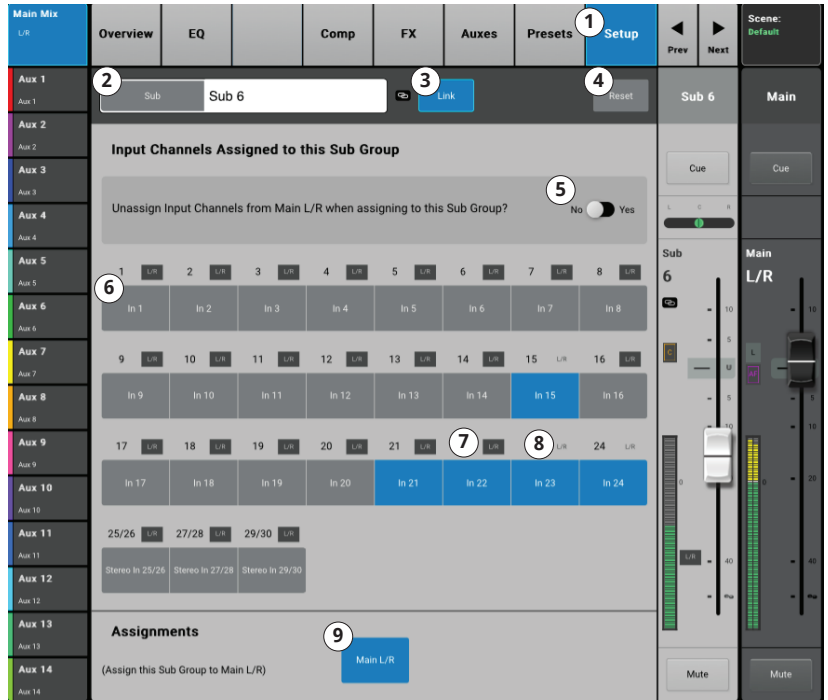 Main Mix
L/R
Overview EQ Comp FX Auxes Presets 1 Setup Prev Next
Scene:
Default
Aux 1
Aux 1
Aux 2
Aux 2
Aux 3
Aux 3
Aux 4
Aux 4
Aux 5
Aux 5
Aux 6
Aux 6
Aux 7
Aux 7
Aux 8
Aux 8
Aux 9
Aux 9
Aux 10
Aux 10
Aux 11
Aux 11
Aux 12
Aux 12
Aux 13
Aux 13
Aux 14
Aux 14
2 Sub Sub 6 3 Link 4 Reset
Input Channels Assigned to this Sub Group
5
Unassign Input Channels from Main L/R when assigning to this Sub Group? No Yes
1 L/R 2 L/R 3 L/R 4 L/R 5 L/R 6 L/R 7 L/R 8 L/R
6
In 1 In 2 In 3 In 4 In 5 In 6 In 7 In 8
9 L/R 10 L/R 11 L/R 12 L/R 13 L/R 14 L/R 15 L/R 16 L/R
In 9 In 10 In 11 In 12 In 13 In 14 In 15 In 16
17 L/R 18 L/R 19 L/R 20 L/R 21 L/R 7 L/R 8 L/R 24 L/R
In 17 In 18 In 19 In 20 In 21 In 22 In 23 In 24
25/26 L/R 27/28 L/R 29/30 L/R
Stereo In 25/26 Stereo In 27/28 Stereo In 29/30
Assignments
9
(Assign this Sub Group to Main L/R) Main L/R
Sub 6
Cue
L C R
Sub
6
10
5
C
U
5
10
0
20
L/R
40
∞
Mute
Main
Cue
Main
L/R
10
L
AF
5
10
0
20
40
∞
Mute